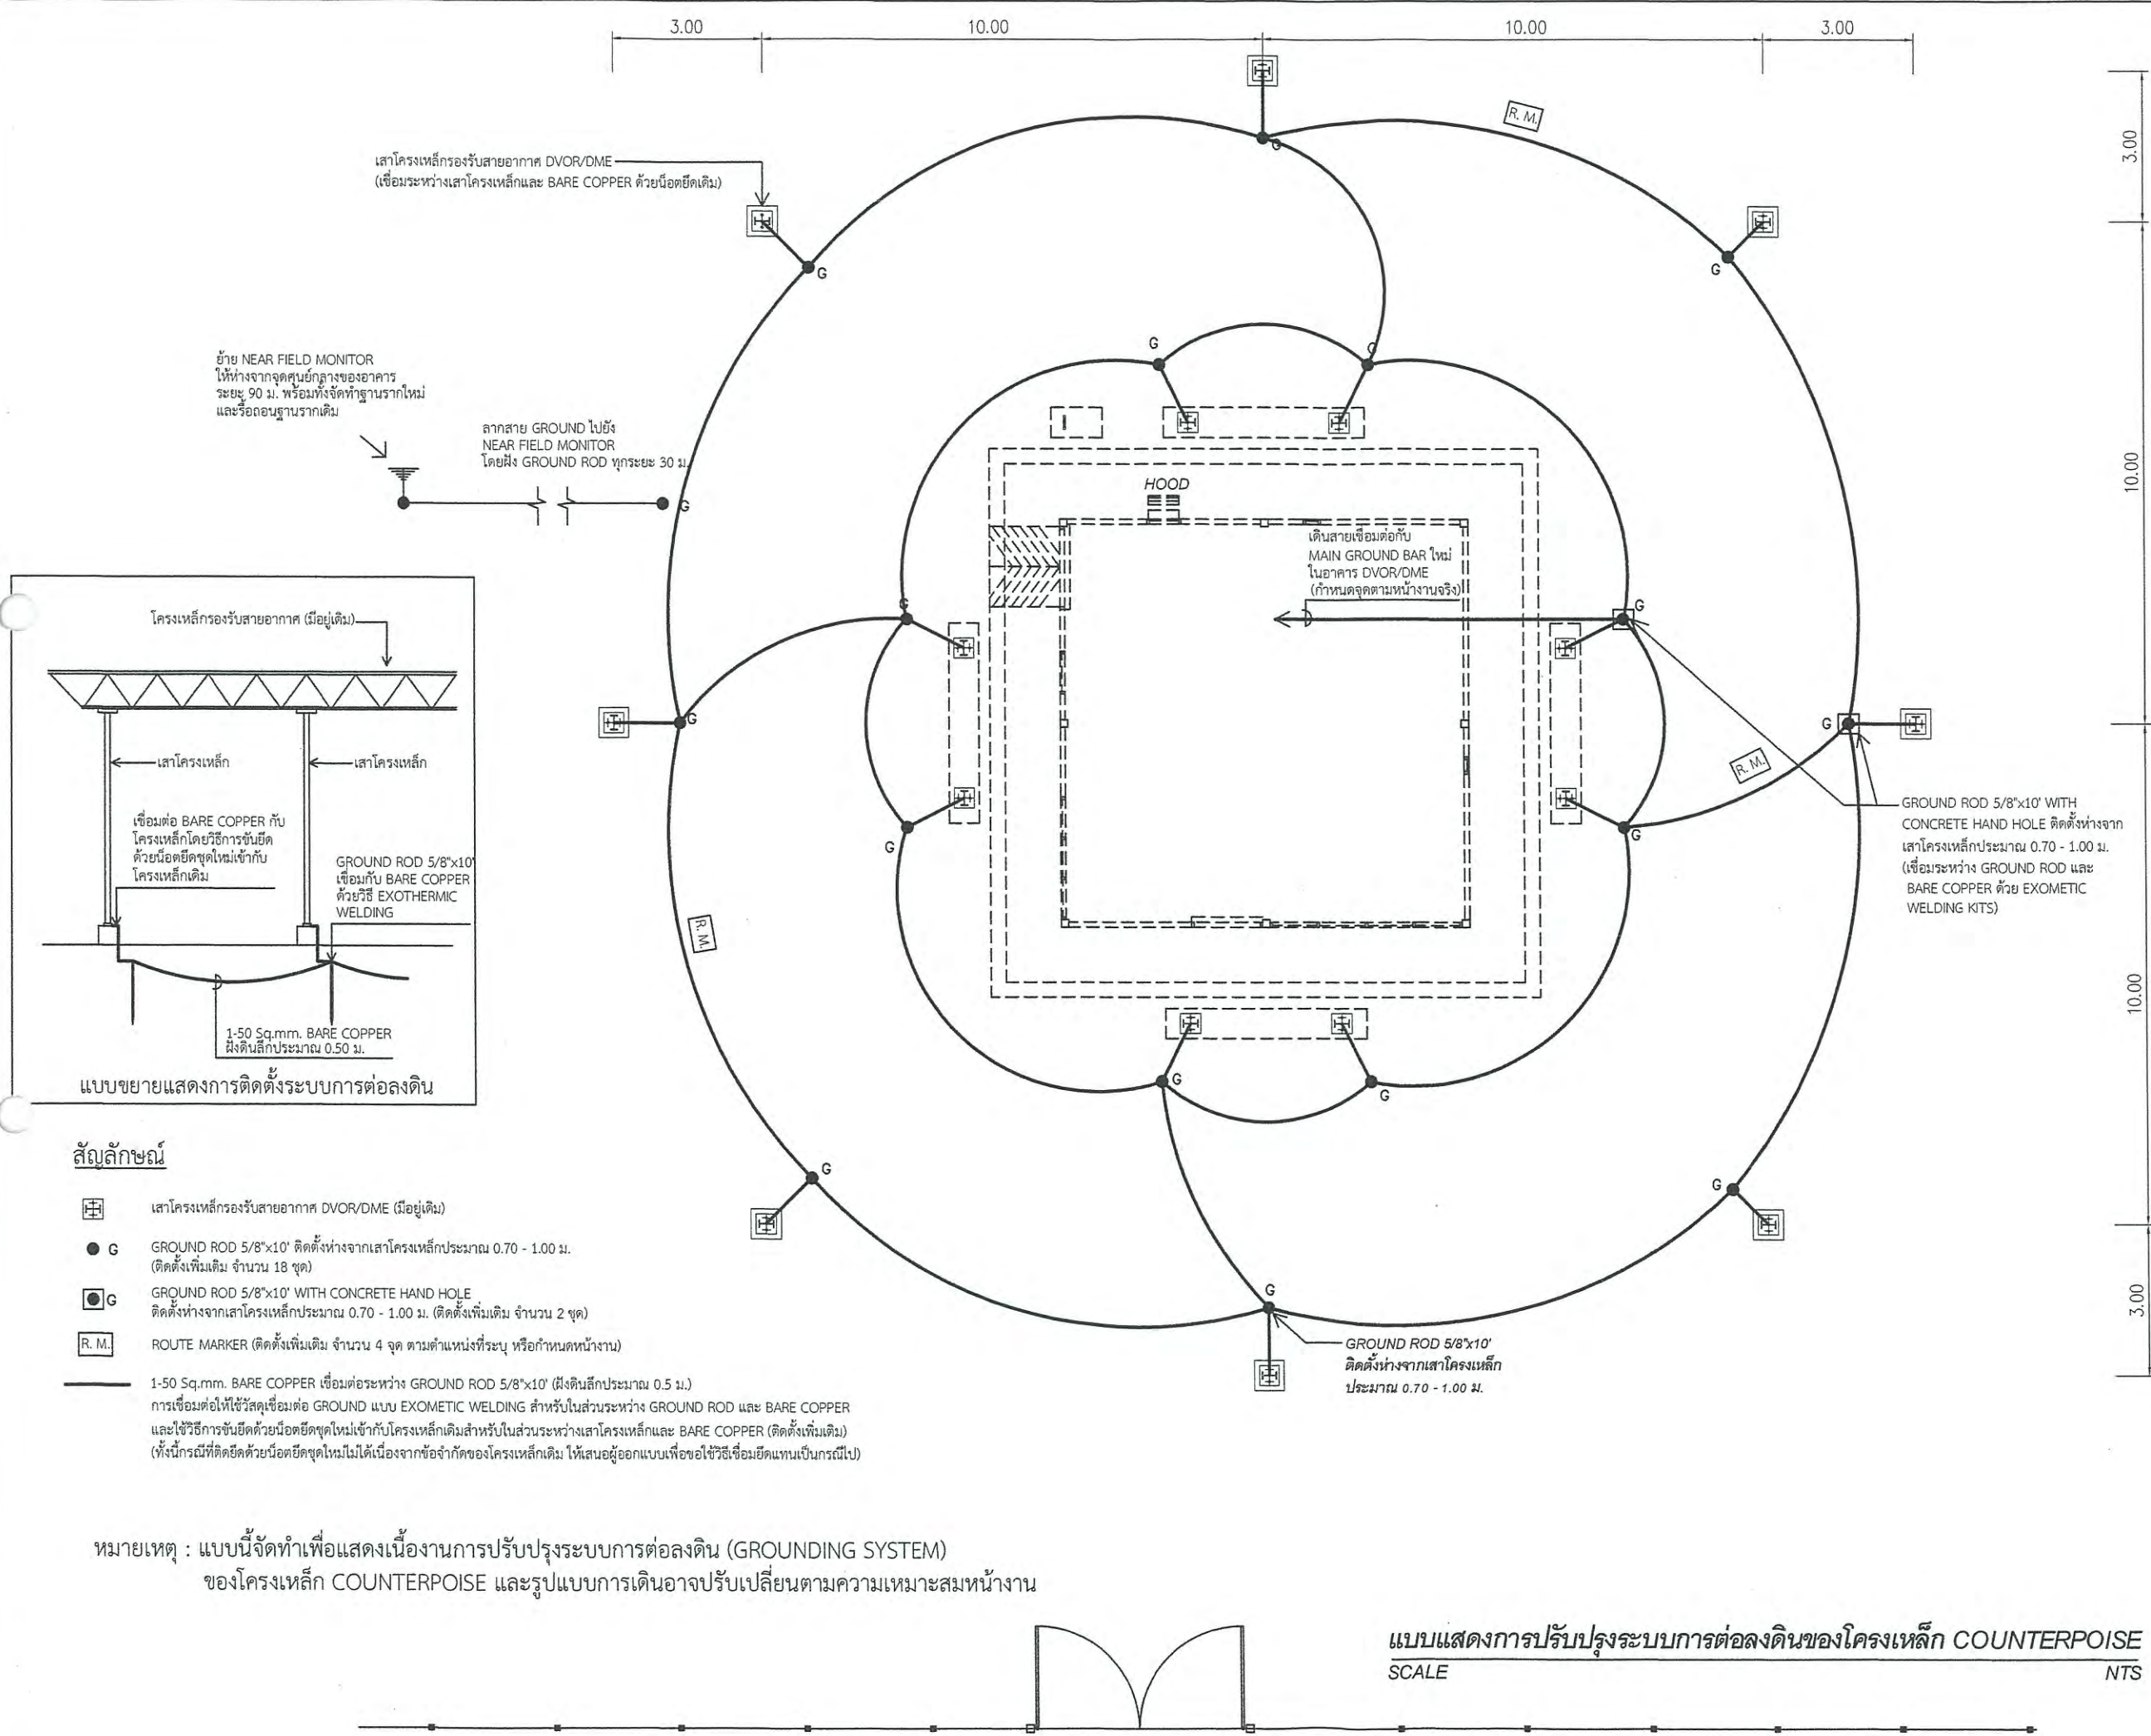 3.00
10.00
10.00
3.00
R. M.
3.00
เสาโครงเหล็กรองรับสายอากาศ DVOR/DME
(เชื่อมระหว่างเสาโครงเหล็กและ BARE COPPER ด้วยน็อตยึดเดิม)
G
G
G
ย้าย NEAR FIELD MONITOR
ให้ห่างจากจุดศูนย์กลางของอาคาร
ระยะ 90 ม. พร้อมทั้งจัดทำฐานรากใหม่
และรื้อถอนฐานรากเดิม
G
G
ลากสาย GROUND ไปยัง
NEAR FIELD MONITOR
โดยฝัง GROUND ROD ทุกระยะ 30 ม.
G
10.00
HOOD
เดินสายเชื่อมต่อกับ
MAIN GROUND BAR ใหม่
ในอาคาร DVOR/DME
(กำหนดจุดตามหน้างานจริง)
G
G
โครงเหล็กรองรับสายอากาศ (มีอยู่เดิม)
เสาโครงเหล็ก
เสาโครงเหล็ก
เชื่อมต่อ BARE COPPER กับ
โครงเหล็กโดยวิธีการขันยึด
ด้วยน็อตยึดชุดใหม่เข้ากับ
โครงเหล็กเดิม
GROUND ROD 5/8"x10'
เชื่อมกับ BARE COPPER
ด้วยวิธี EXOTHERMIC
WELDING
1-50 Sq.mm. BARE COPPER
ฝังดินลึกประมาณ 0.50 ม.
แบบขยายแสดงการติดตั้งระบบการต่อลงดิน
G
G
R. M.
GROUND ROD 5/8"x10' WITH
CONCRETE HAND HOLE ติดตั้งห่างจาก
เสาโครงเหล็กประมาณ 0.70 - 1.00 ม.
(เชื่อมระหว่าง GROUND ROD และ
BARE COPPER ด้วย EXOMETIC
WELDING KITS)
G
G
R. M.
10.00
G
G
G
G
3.00
G
GROUND ROD 5/8"x10'
ติดตั้งห่างจากเสาโครงเหล็ก
ประมาณ 0.70 - 1.00 ม.
สัญลักษณ์
เสาโครงเหล็กรองรับสายอากาศ DVOR/DME (มีอยู่เดิม)
G GROUND ROD 5/8"x10' ติดตั้งห่างจากเสาโครงเหล็กประมาณ 0.70 - 1.00 ม.
(ติดตั้งเพิ่มเติม จำนวน 18 ชุด)
G GROUND ROD 5/8"x10' WITH CONCRETE HAND HOLE
ติดตั้งห่างจากเสาโครงเหล็กประมาณ 0.70 - 1.00 ม. (ติดตั้งเพิ่มเติม จำนวน 2 ชุด)
R. M. ROUTE MARKER (ติดตั้งเพิ่มเติม จำนวน 4 จุด ตามตำแหน่งที่ระบุ หรือกำหนดหน้างาน)
1-50 Sq.mm. BARE COPPER เชื่อมต่อระหว่าง GROUND ROD 5/8"x10' (ฝังดินลึกประมาณ 0.5 ม.)
การเชื่อมต่อให้ใช้วัสดุเชื่อมต่อ GROUND แบบ EXOMETIC WELDING สำหรับในส่วนระหว่าง GROUND ROD และ BARE COPPER
และใช้วิธีการขันยึดด้วยน็อตยึดชุดใหม่เข้ากับโครงเหล็กเดิมสำหรับในส่วนระหว่างเสาโครงเหล็กและ BARE COPPER (ติดตั้งเพิ่มเติม)
(ทั้งนี้กรณีที่ติดยึดด้วยน็อตยึดชุดใหม่ไม่ได้เนื่องจากข้อจำกัดของโครงเหล็กเดิม ให้เสนอผู้ออกแบบเพื่อขอใช้วิธีเชื่อมยึดแทนเป็นกรณีไป)
หมายเหตุ : แบบนี้จัดทำเพื่อแสดงเนื้องานการปรับปรุงระบบการต่อลงดิน (GROUNDING SYSTEM)
ของโครงเหล็ก COUNTERPOISE และรูปแบบการเดินอาจปรับเปลี่ยนตามความเหมาะสมหน้างาน
แบบแสดงการปรับปรุงระบบการต่อลงดินของโครงเหล็ก COUNTERPOISE
SCALE NTS